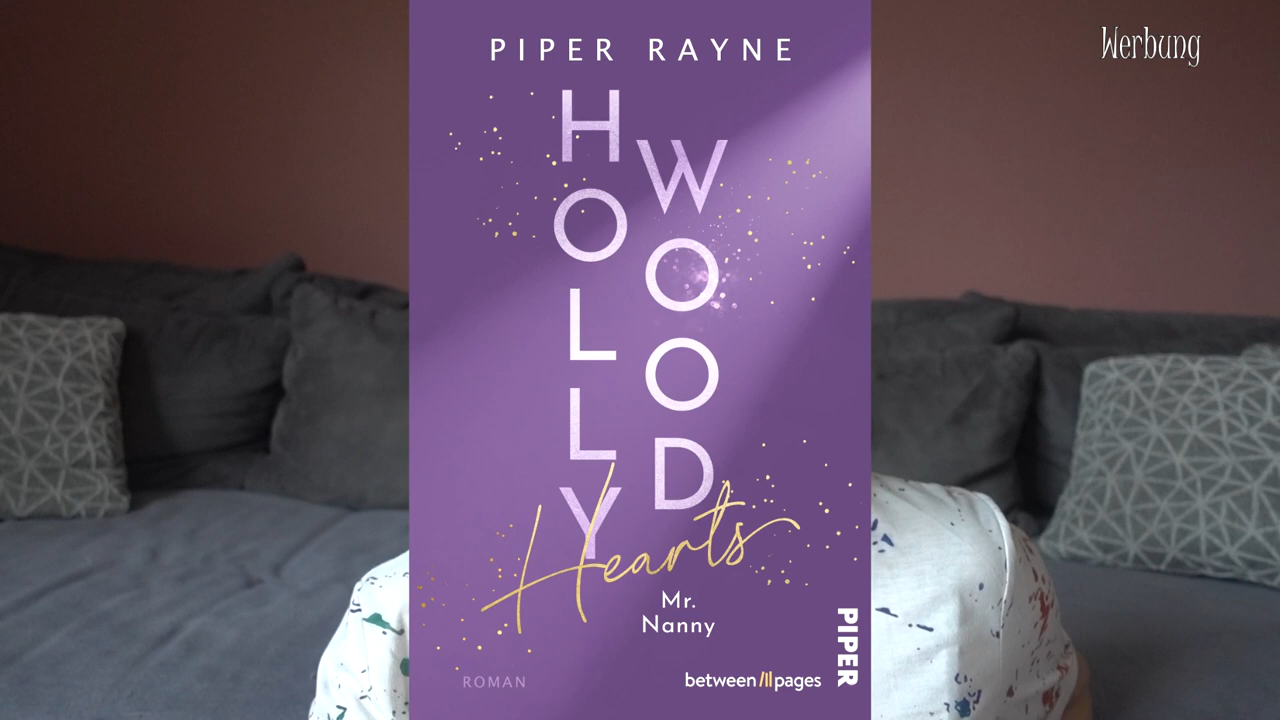 Werbung
PIPER RAYNE
HOLLY
WOOD
Hearts
Mr.
Nanny
ROMAN
between pages
PIPER